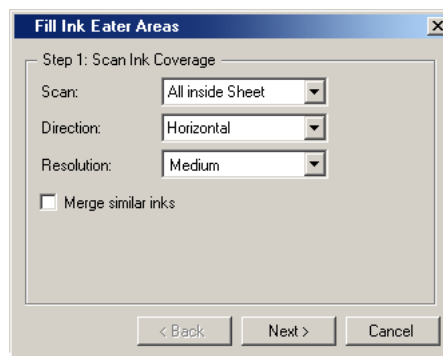 Fill Ink Eater Areas
Step 1: Scan Ink Coverage
Scan: All inside Sheet
Direction: Horizontal
Resolution: Medium
Merge similar inks
< Back Next > Cancel